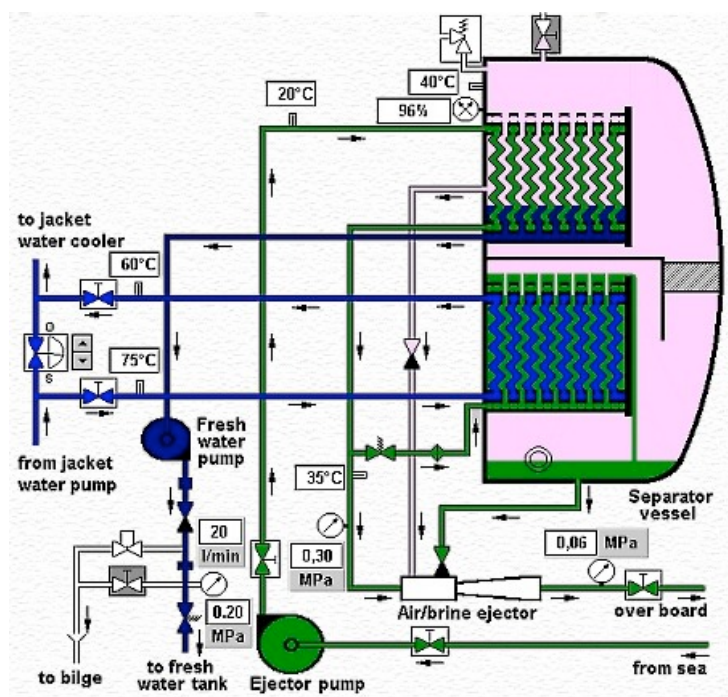 40°C
20°C
96%
to jacket
water cooler
60°C
O
S
75°C
Fresh
water
pump
from jacket
water pump
35°C
Separator
vessel
20
l/min
0,30
MPa
0,06 MPa
Air/brine ejector
over board
0.20
MPa
to bilge
to fresh
water tank
Ejector pump
from sea